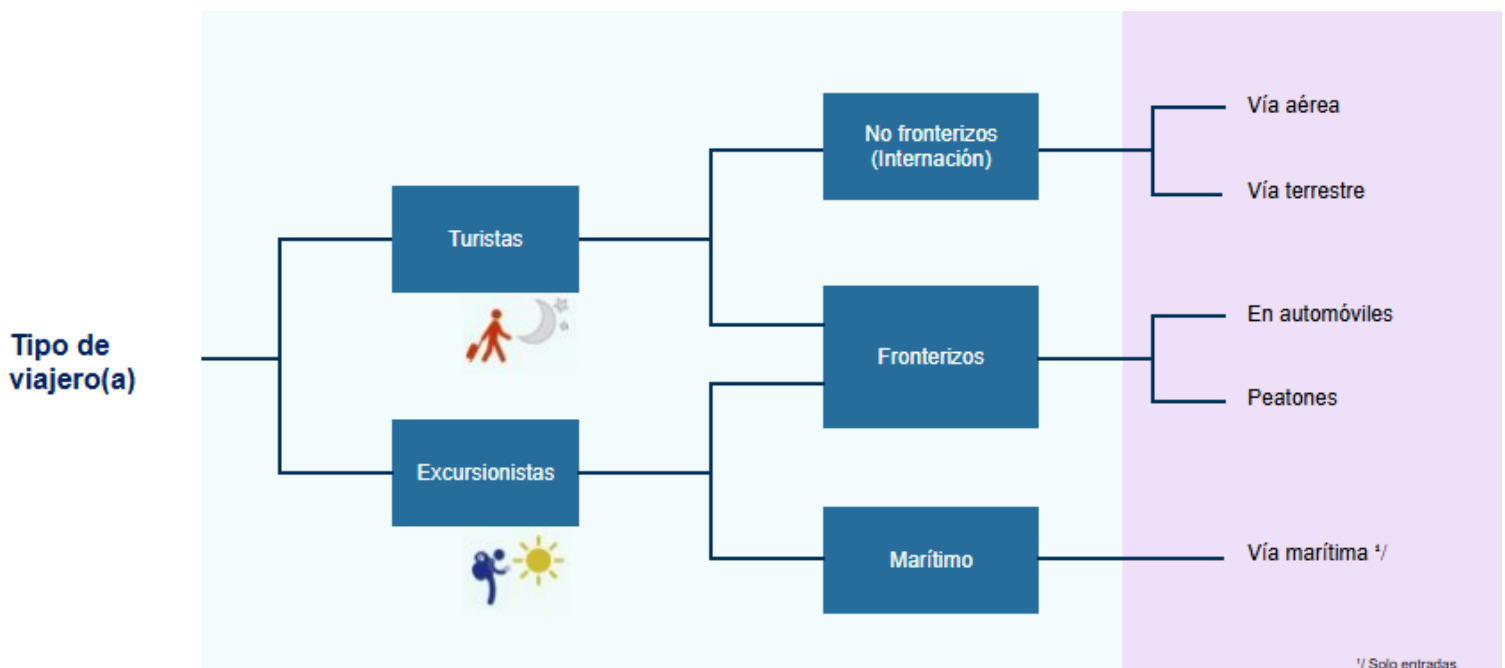 Tipo de
viajero(a)
Turistas
Excursionistas
No fronterizos
(Internación)
Fronterizos
Marítimo
Vía aérea
Vía terrestre
En automóviles
Peatones
Vía marítima ¹/
¹/ Solo entradas